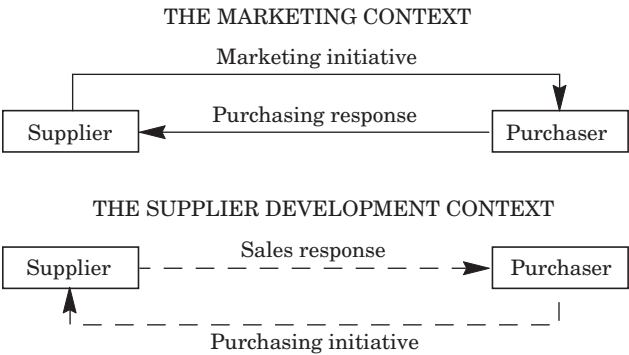 THE MARKETING CONTEXT
Marketing initiative
Supplier
Purchasing response
Purchaser
THE SUPPLIER DEVELOPMENT CONTEXT
Supplier
Sales response
Purchaser
Purchasing initiative